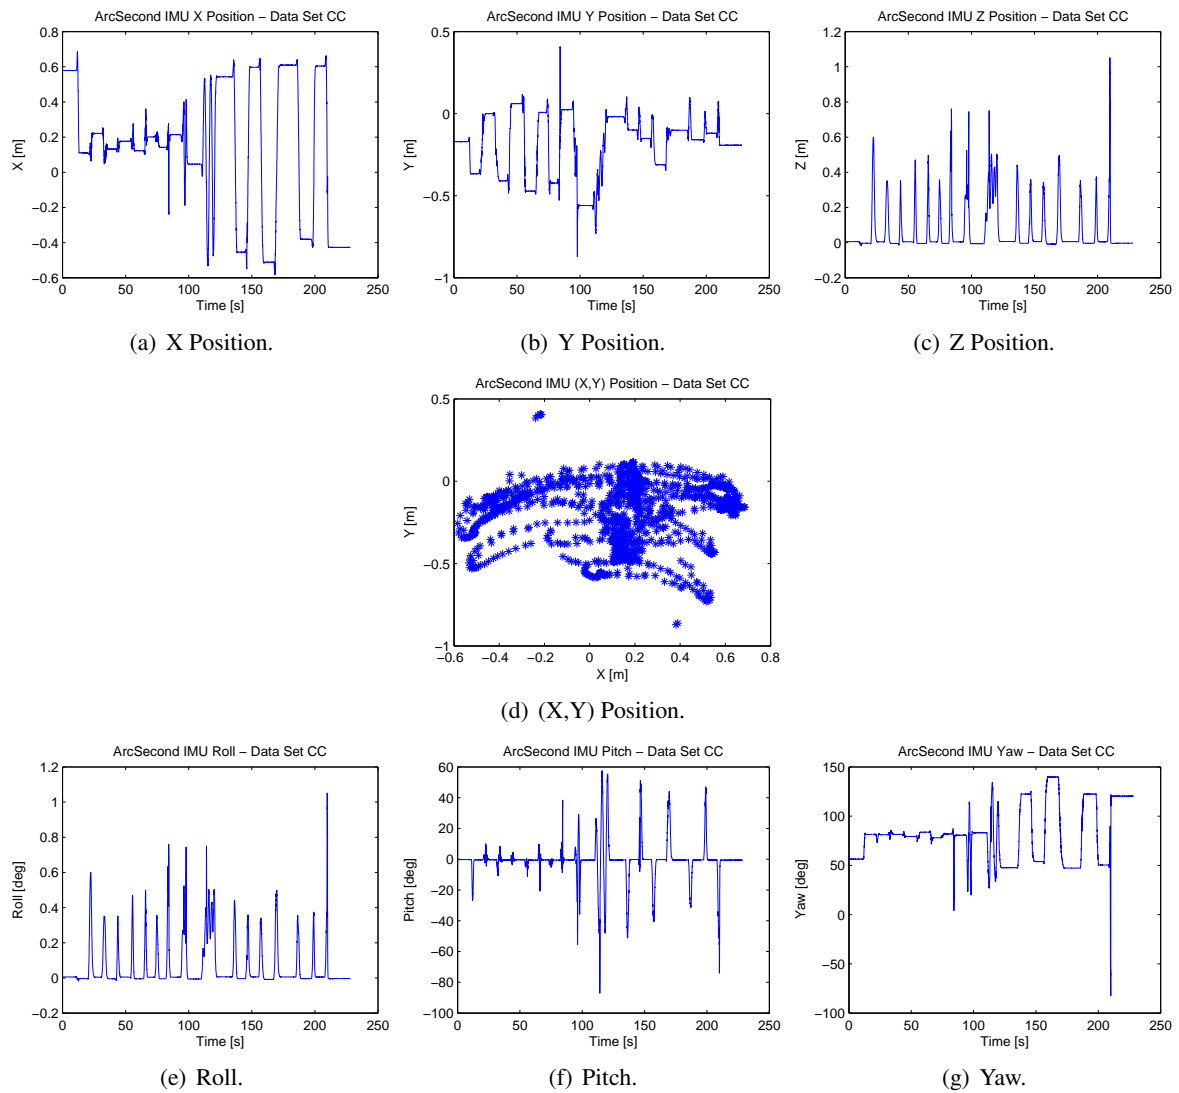 ArcSecond IMU X Position − Data Set CC
0.8
0.6
0.4
0.2
0
−0.2
−0.4
−0.6
X [m]
0 50 100 150 200 250
Time [s]
(a) X Position.
ArcSecond IMU Y Position − Data Set CC
0.5
0
−0.5
−1
Y [m]
0 50 100 150 200 250
Time [s]
(b) Y Position.
ArcSecond IMU Z Position − Data Set CC
1.2
1
0.8
0.6
0.4
0.2
0
−0.2
Z [m]
0 50 100 150 200 250
Time [s]
(c) Z Position.
ArcSecond IMU (X,Y) Position − Data Set CC
0.5
0
−0.5
−1
Y [m]
−0.6 −0.4 −0.2 0 0.2 0.4 0.6 0.8
X [m]
(d) (X,Y) Position.
ArcSecond IMU Roll − Data Set CC
1.2
1
0.8
0.6
0.4
0.2
0
−0.2
Roll [deg]
0 50 100 150 200 250
Time [s]
(e) Roll.
ArcSecond IMU Pitch − Data Set CC
60
40
20
0
−20
−40
−60
−80
−100
Pitch [deg]
0 50 100 150 200 250
Time [s]
(f) Pitch.
ArcSecond IMU Yaw − Data Set CC
150
100
50
0
−50
−100
Yaw [deg]
0 50 100 150 200 250
Time [s]
(g) Yaw.